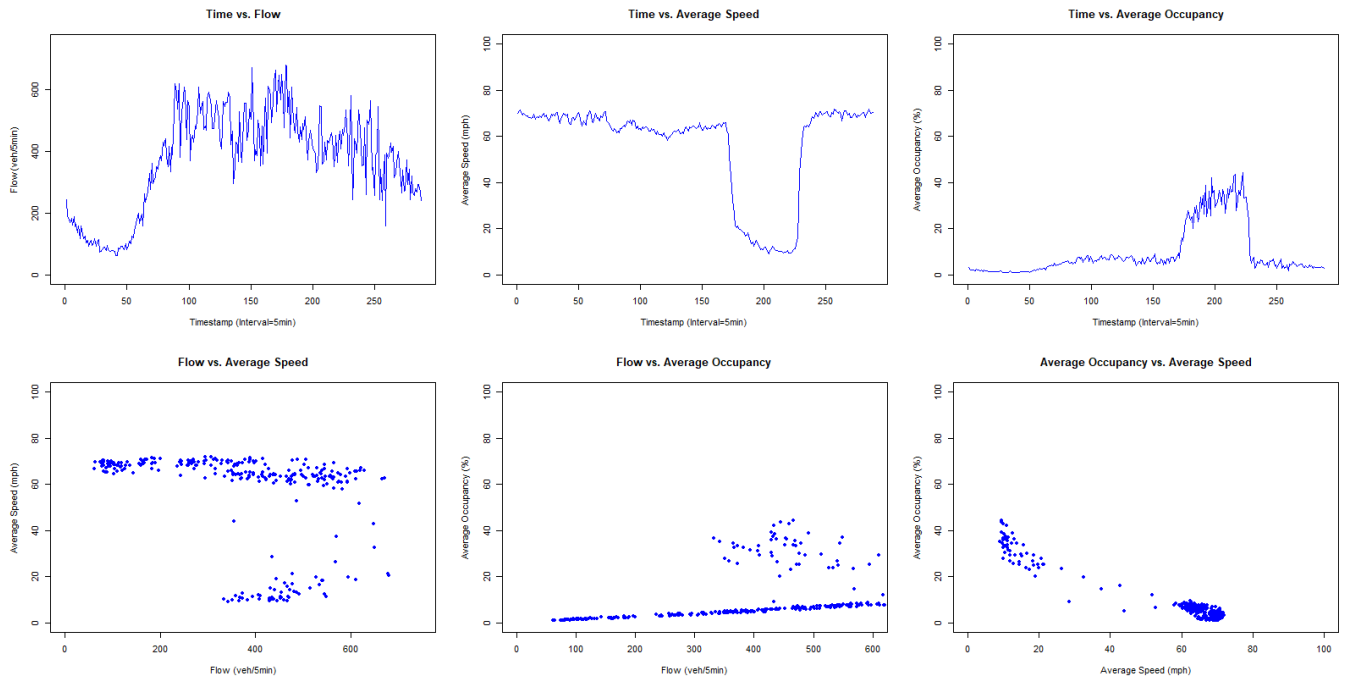 Time vs. Flow
Flow (veh/5min)
0 200 400 600
0 50 100 150 200 250
Timestamp (Interval=5min)
Time vs. Average Speed
Average Speed (mph)
0 20 40 60 80 100
0 50 100 150 200 250
Timestamp (Interval=5min)
Time vs. Average Occupancy
Average Occupancy (%)
0 20 40 60 80 100
0 50 100 150 200 250
Timestamp (Interval=5min)
Flow vs. Average Speed
Average Speed (mph)
0 20 40 60 80 100
0 200 400 600
Flow (veh/5min)
Flow vs. Average Occupancy
Average Occupancy (%)
0 20 40 60 80 100
0 100 200 300 400 500 600
Flow (veh/5min)
Average Occupancy vs. Average Speed
Average Occupancy (%)
0 20 40 60 80 100
0 20 40 60 80 100
Average Speed (mph)